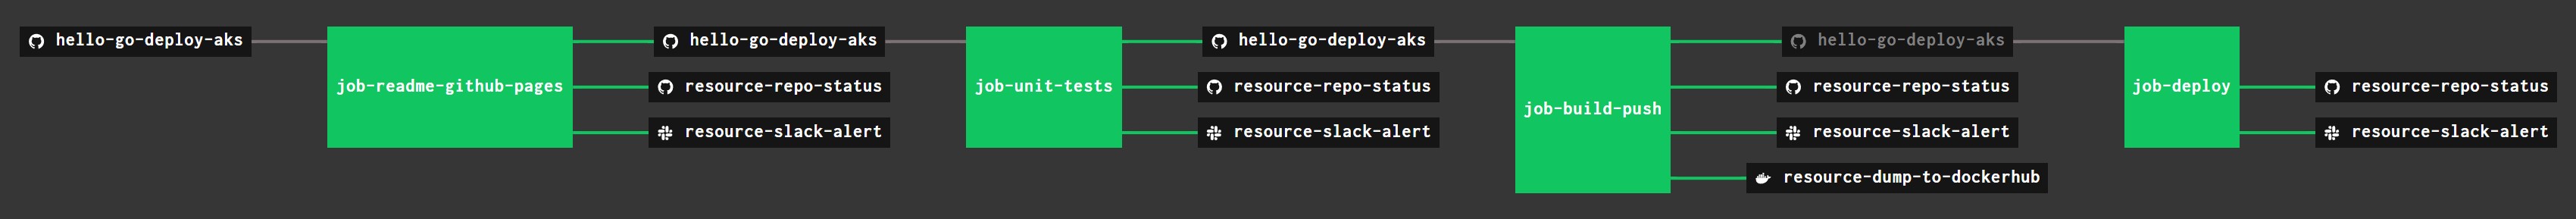 hello-go-deploy-aks
job-readme-github-pages
hello-go-deploy-aks
resource-repo-status
resource-slack-alert
job-unit-tests
hello-go-deploy-aks
resource-repo-status
resource-slack-alert
job-build-push
hello-go-deploy-aks
resource-repo-status
resource-slack-alert
resource-dump-to-dockerhub
job-deploy
resource-repo-status
resource-slack-alert